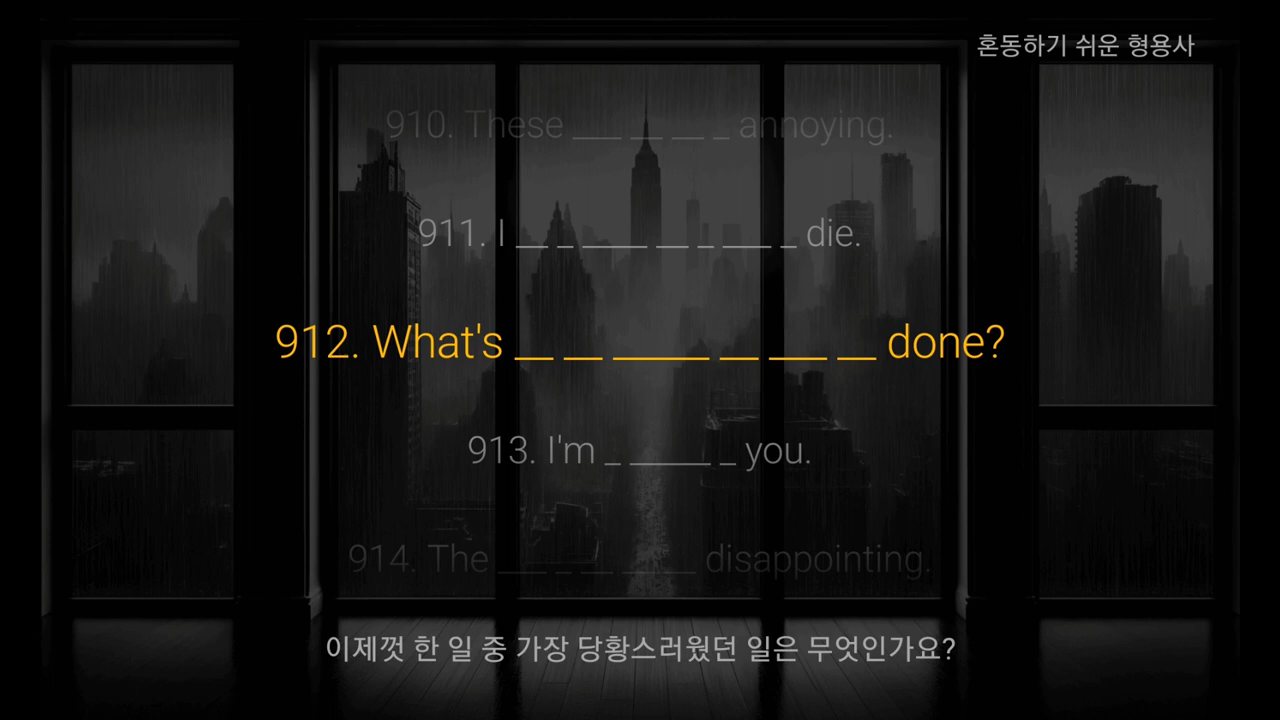 혼동하기 쉬운 형용사
910. These ___ __ __ _ annoying.
911. I __ _ ____ __ _ ___ _ die.
912. What's __ __ _____ __ ___ __ done?
913. I'm _ _____ _ you.
914. The ___ _ __ _ ___ disappointing.
이제껏 한 일 중 가장 당황스러웠던 일은 무엇인가요?